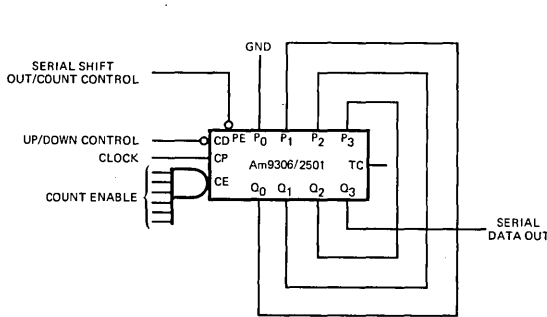 GND
SERIAL SHIFT
OUT/COUNT CONTROL
UP/DOWN CONTROL
CLOCK
COUNT ENABLE
CD PE P0 P1 P2 P3
CP
CE
Am9306/2501
TC
Q0 Q1 Q2 Q3
SERIAL
DATA OUT